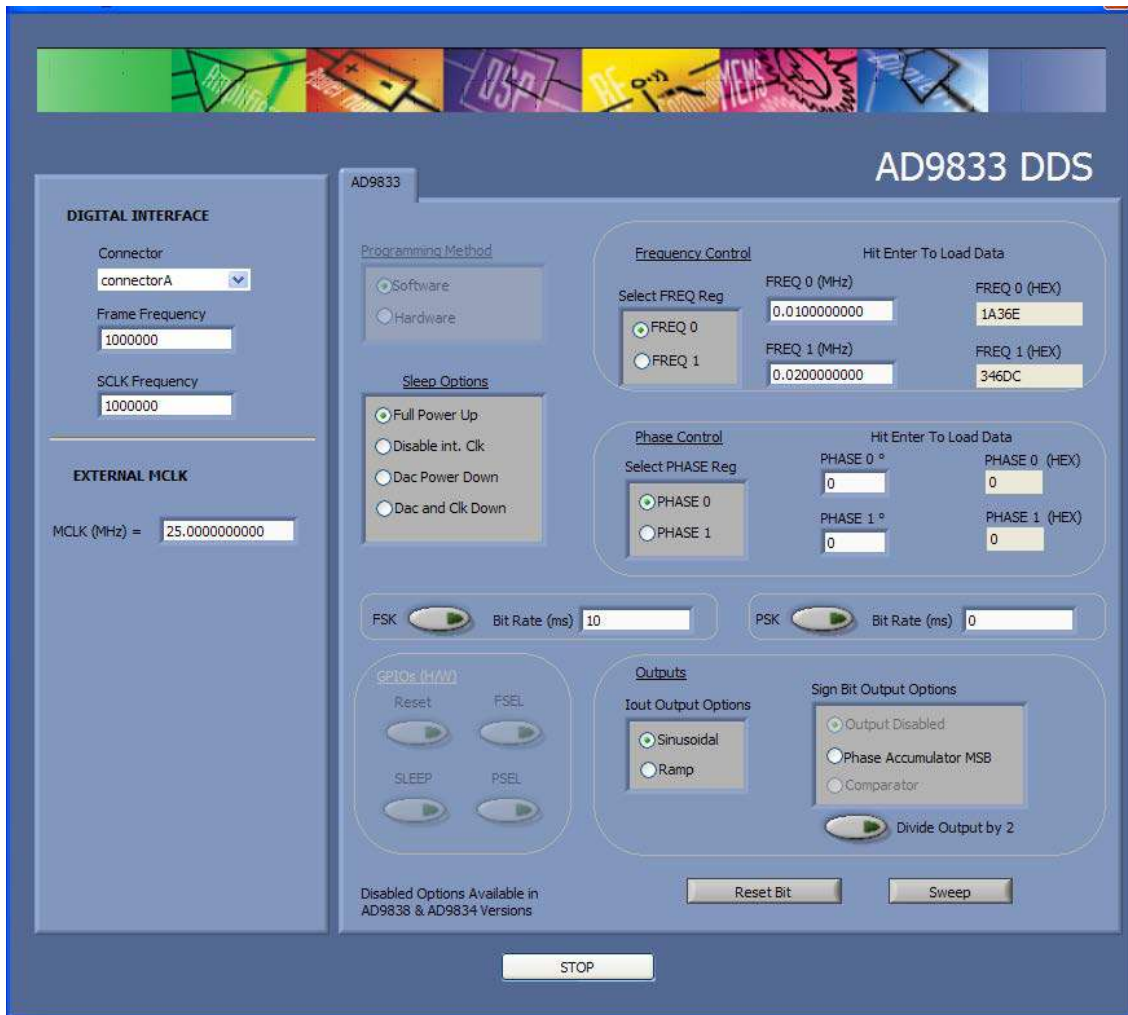 DSP
RF
MEMS
AD9833 DDS
AD9833
DIGITAL INTERFACE
Connector
connectorA
Frame Frequency
1000000
SCLK Frequency
1000000
EXTERNAL MCLK
MCLK (MHz) = 25.0000000000
Programming Method
Software
Hardware
Sleep Options
Full Power Up
Disable int. Clk
Dac Power Down
Dac and Clk Down
Frequency Control
Hit Enter To Load Data
Select FREQ Reg
FREQ 0
FREQ 1
FREQ 0 (MHz)
0.0100000000
FREQ 0 (HEX)
1A36E
FREQ 1 (MHz)
0.0200000000
FREQ 1 (HEX)
346DC
Phase Control
Hit Enter To Load Data
Select PHASE Reg
PHASE 0
PHASE 1
PHASE 0 º
0
PHASE 0 (HEX)
0
PHASE 1 º
0
PHASE 1 (HEX)
0
FSK Bit Rate (ms) 10
PSK Bit Rate (ms) 0
GPIOs (H/W)
Reset FSEL
SLEEP PSEL
Outputs
Iout Output Options
Sinusoidal
Ramp
Sign Bit Output Options
Output Disabled
Phase Accumulator MSB
Comparator
Divide Output by 2
Disabled Options Available in
AD9838 & AD9834 Versions
Reset Bit
Sweep
STOP